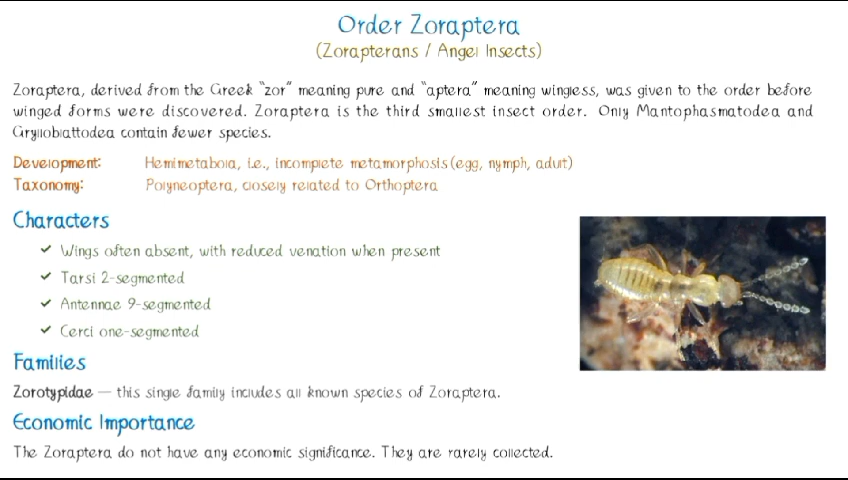 Order Zoraptera
(Zorapterans / Angel Insects)
Zoraptera, derived from the Greek "zor" meaning pure and "aptera" meaning wingless, was given to the order before
winged forms were discovered. Zoraptera is the third smallest insect order. Only Mantophasmatodea and
Grylloblattodea contain fewer species.
Development: Hemimetabola, i.e., incomplete metamorphosis (egg, nymph, adult)
Taxonomy: Polyneoptera, closely related to Orthoptera
Characters
✔ Wings often absent, with reduced venation when present
✔ Tarsi 2-segmented
✔ Antennae 9-segmented
✔ Cerci one-segmented
Families
Zorotypidae — this single family includes all known species of Zoraptera.
Economic Importance
The Zoraptera do not have any economic significance. They are rarely collected.